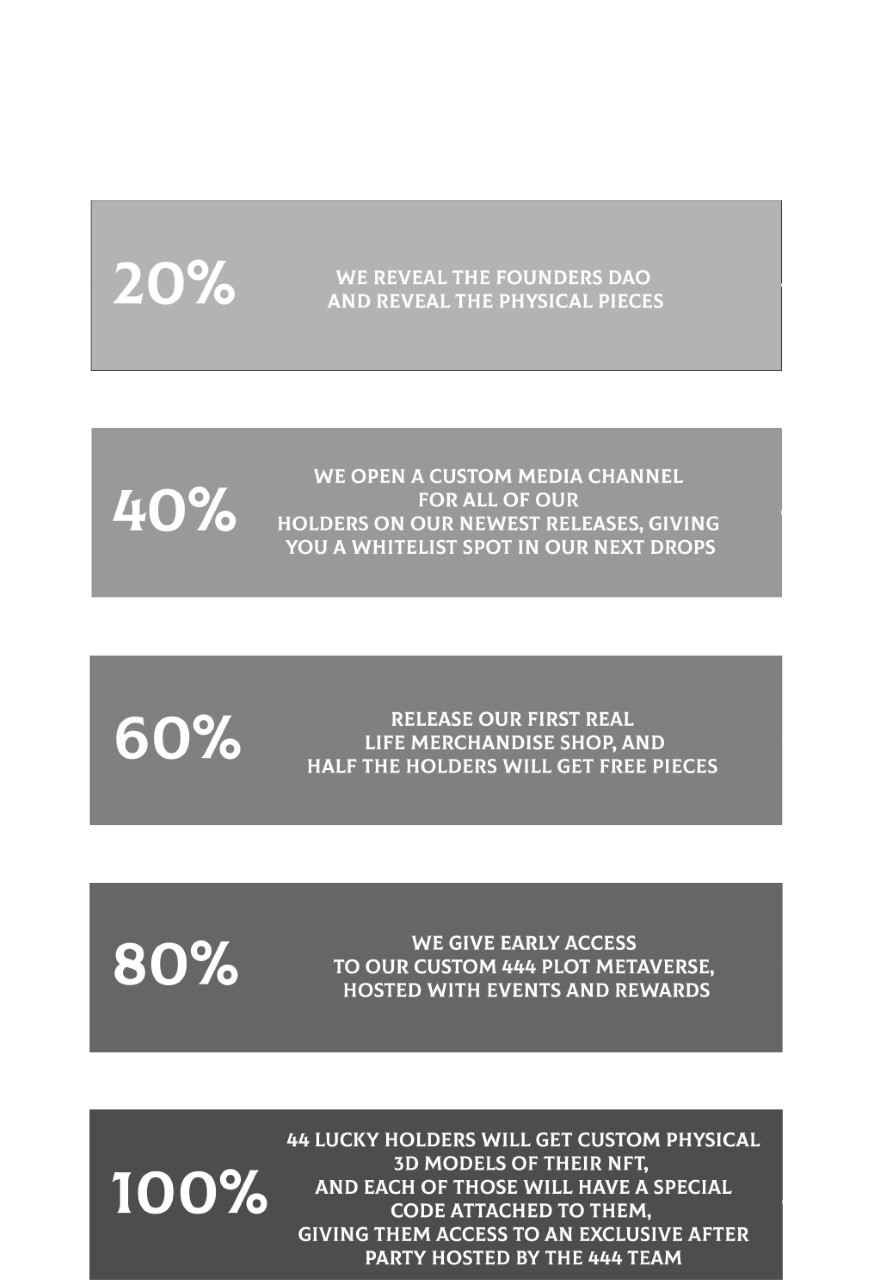 20%
WE REVEAL THE FOUNDERS DAO
AND REVEAL THE PHYSICAL PIECES
40%
WE OPEN A CUSTOM MEDIA CHANNEL
FOR ALL OF OUR
HOLDERS ON OUR NEWEST RELEASES, GIVING
YOU A WHITELIST SPOT IN OUR NEXT DROPS
60%
RELEASE OUR FIRST REAL
LIFE MERCHANDISE SHOP, AND
HALF THE HOLDERS WILL GET FREE PIECES
80%
WE GIVE EARLY ACCESS
TO OUR CUSTOM 444 PLOT METAVERSE,
HOSTED WITH EVENTS AND REWARDS
100%
44 LUCKY HOLDERS WILL GET CUSTOM PHYSICAL
3D MODELS OF THEIR NFT,
AND EACH OF THOSE WILL HAVE A SPECIAL
CODE ATTACHED TO THEM,
GIVING THEM ACCESS TO AN EXCLUSIVE AFTER
PARTY HOSTED BY THE 444 TEAM